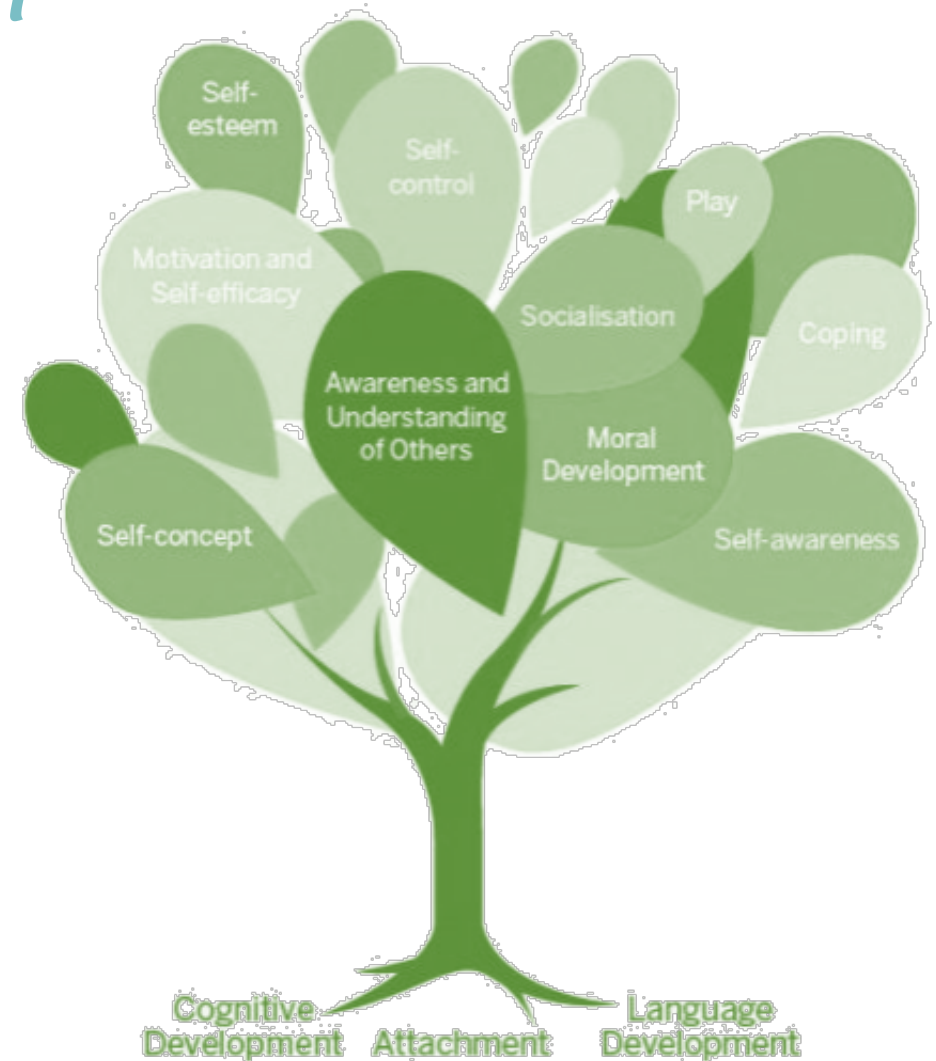 Self-
esteem
Self-
control
Play
Motivation and
Self-efficacy
Socialisation
Coping
Awareness and
Understanding
of Others
Moral
Development
Self-concept
Self-awareness
Cognitive
Development
Attachment
Language
Development